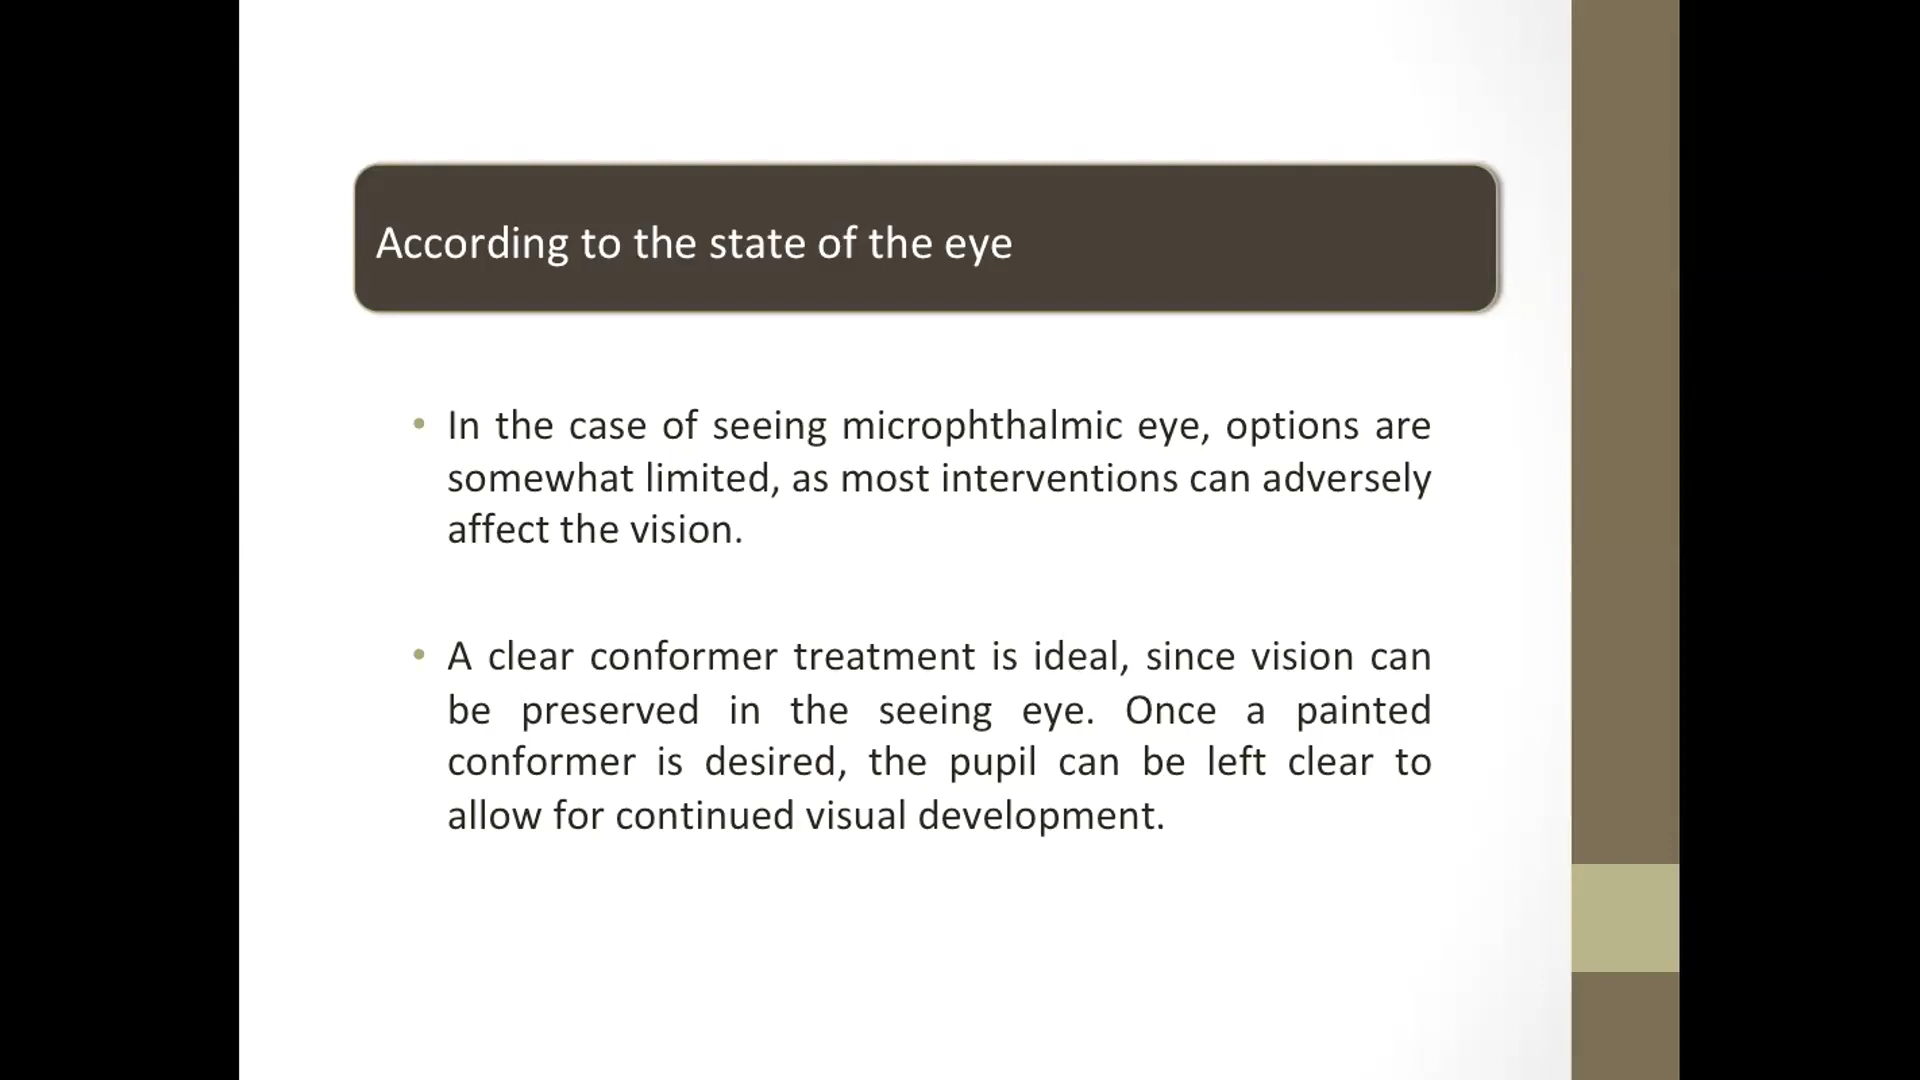 According to the state of the eye
• In the case of seeing microphthalmic eye, options are
somewhat limited, as most interventions can adversely
affect the vision.
• A clear conformer treatment is ideal, since vision can
be preserved in the seeing eye. Once a painted
conformer is desired, the pupil can be left clear to
allow for continued visual development.